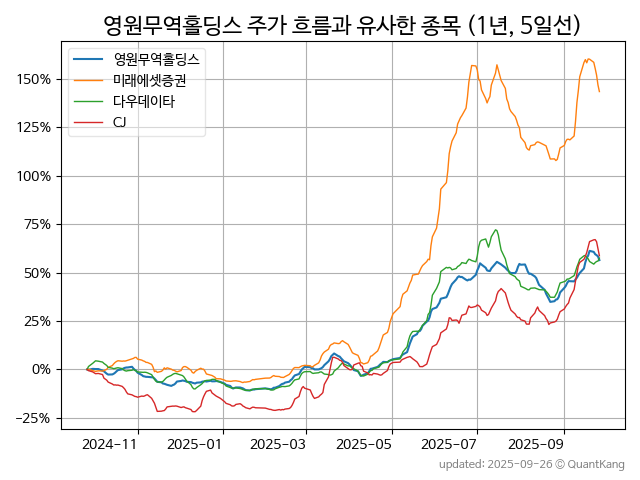 영원무역홀딩스 주가 흐름과 유사한 종목 (1년, 5일선)
영원무역홀딩스
미래에셋증권
다우데이타
CJ
150%
125%
100%
75%
50%
25%
0%
−25%
2024-11
2025-01
2025-03
2025-05
2025-07
2025-09
updated: 2025-09-26 © QuantKang